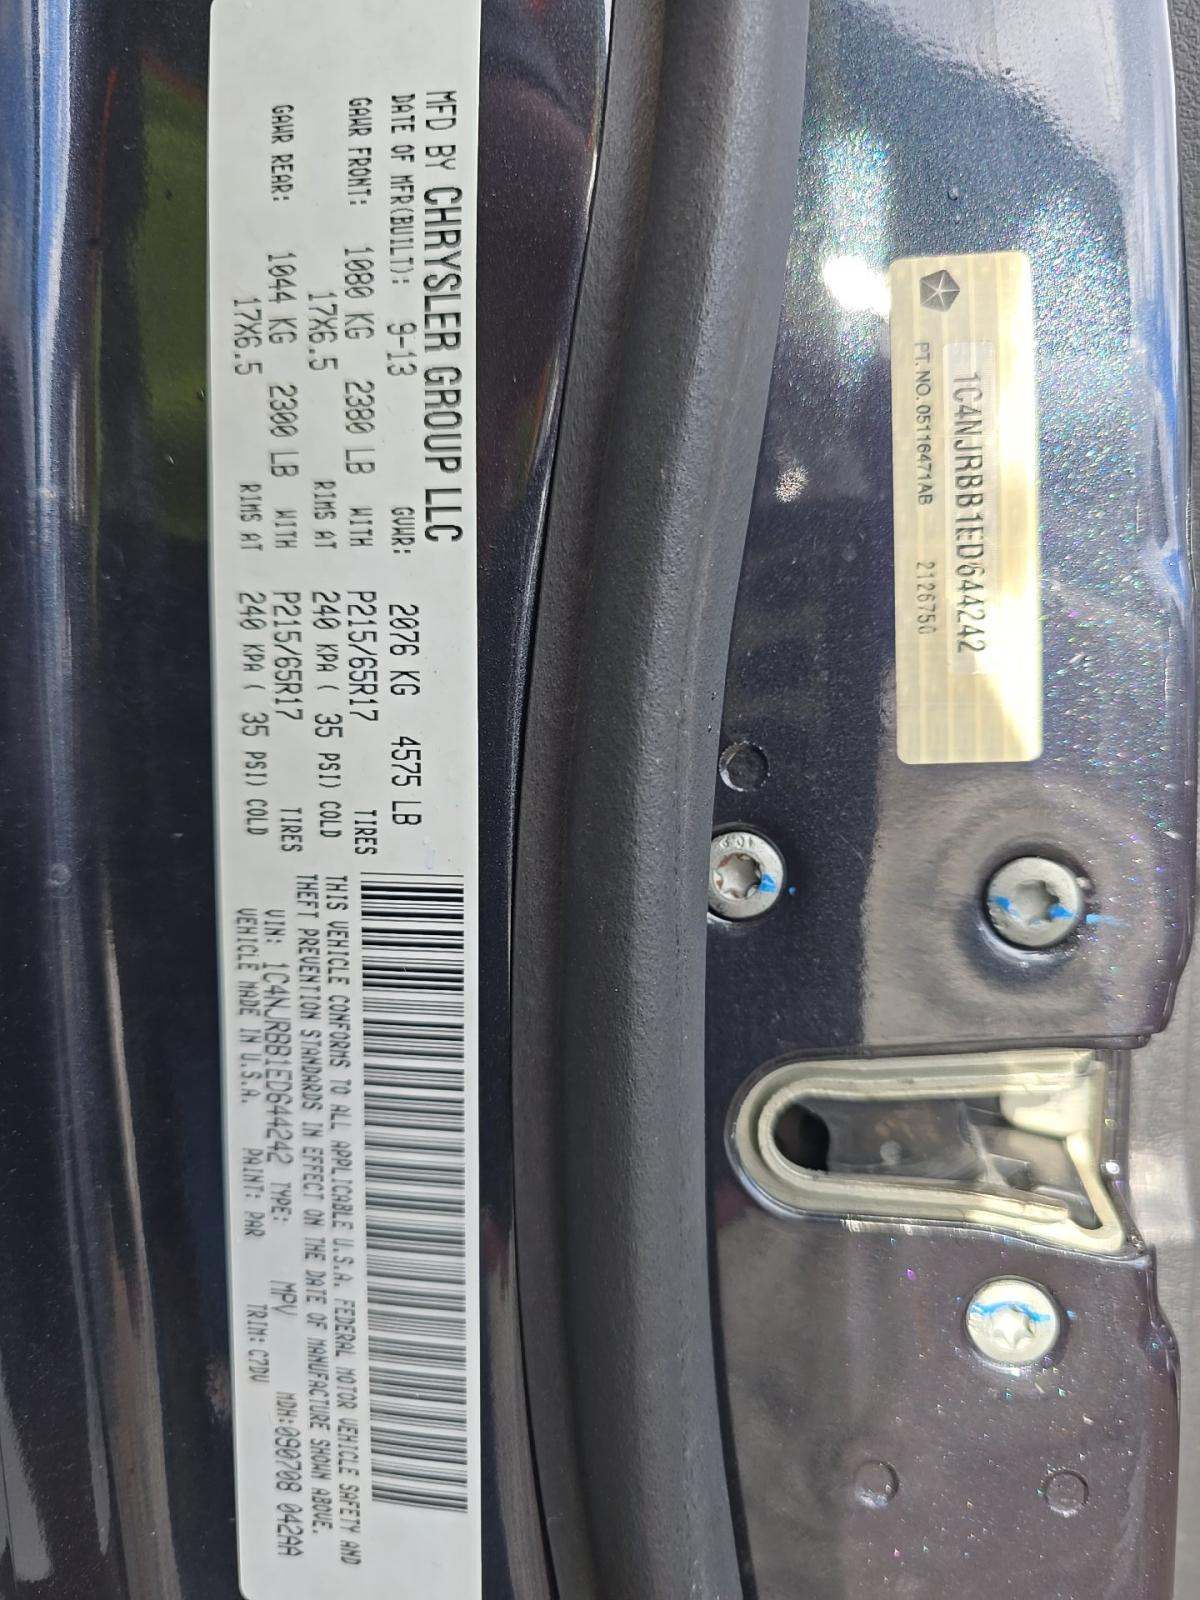 MFD BY CHRYSLER GROUP LLC
DATE OF MFR(BUILT): 9-13 GVWR: 2076 KG 4575 LB
GAWR FRONT: 1080 KG 2380 LB WITH P215/65R17 TIRES
17X6.5 RIMS AT 240 KPA ( 35 PSI) COLD
GAWR REAR: 1044 KG 2300 LB WITH P215/65R17 TIRES
17X6.5 RIMS AT 240 KPA ( 35 PSI) COLD
THIS VEHICLE CONFORMS TO ALL APPLICABLE U.S.A. FEDERAL MOTOR VEHICLE SAFETY AND
THEFT PREVENTION STANDARDS IN EFFECT ON THE DATE OF MANUFACTURE SHOWN ABOVE.
VIN: 1C4NJRBB1ED644242 TYPE: MPV MDH:090708 042AA
VEHICLE MADE IN U.S.A. PAINT: PAR TRIM: C7DV
1C4NJRBB1ED644242
PT. NO. 05116471AB 2126750